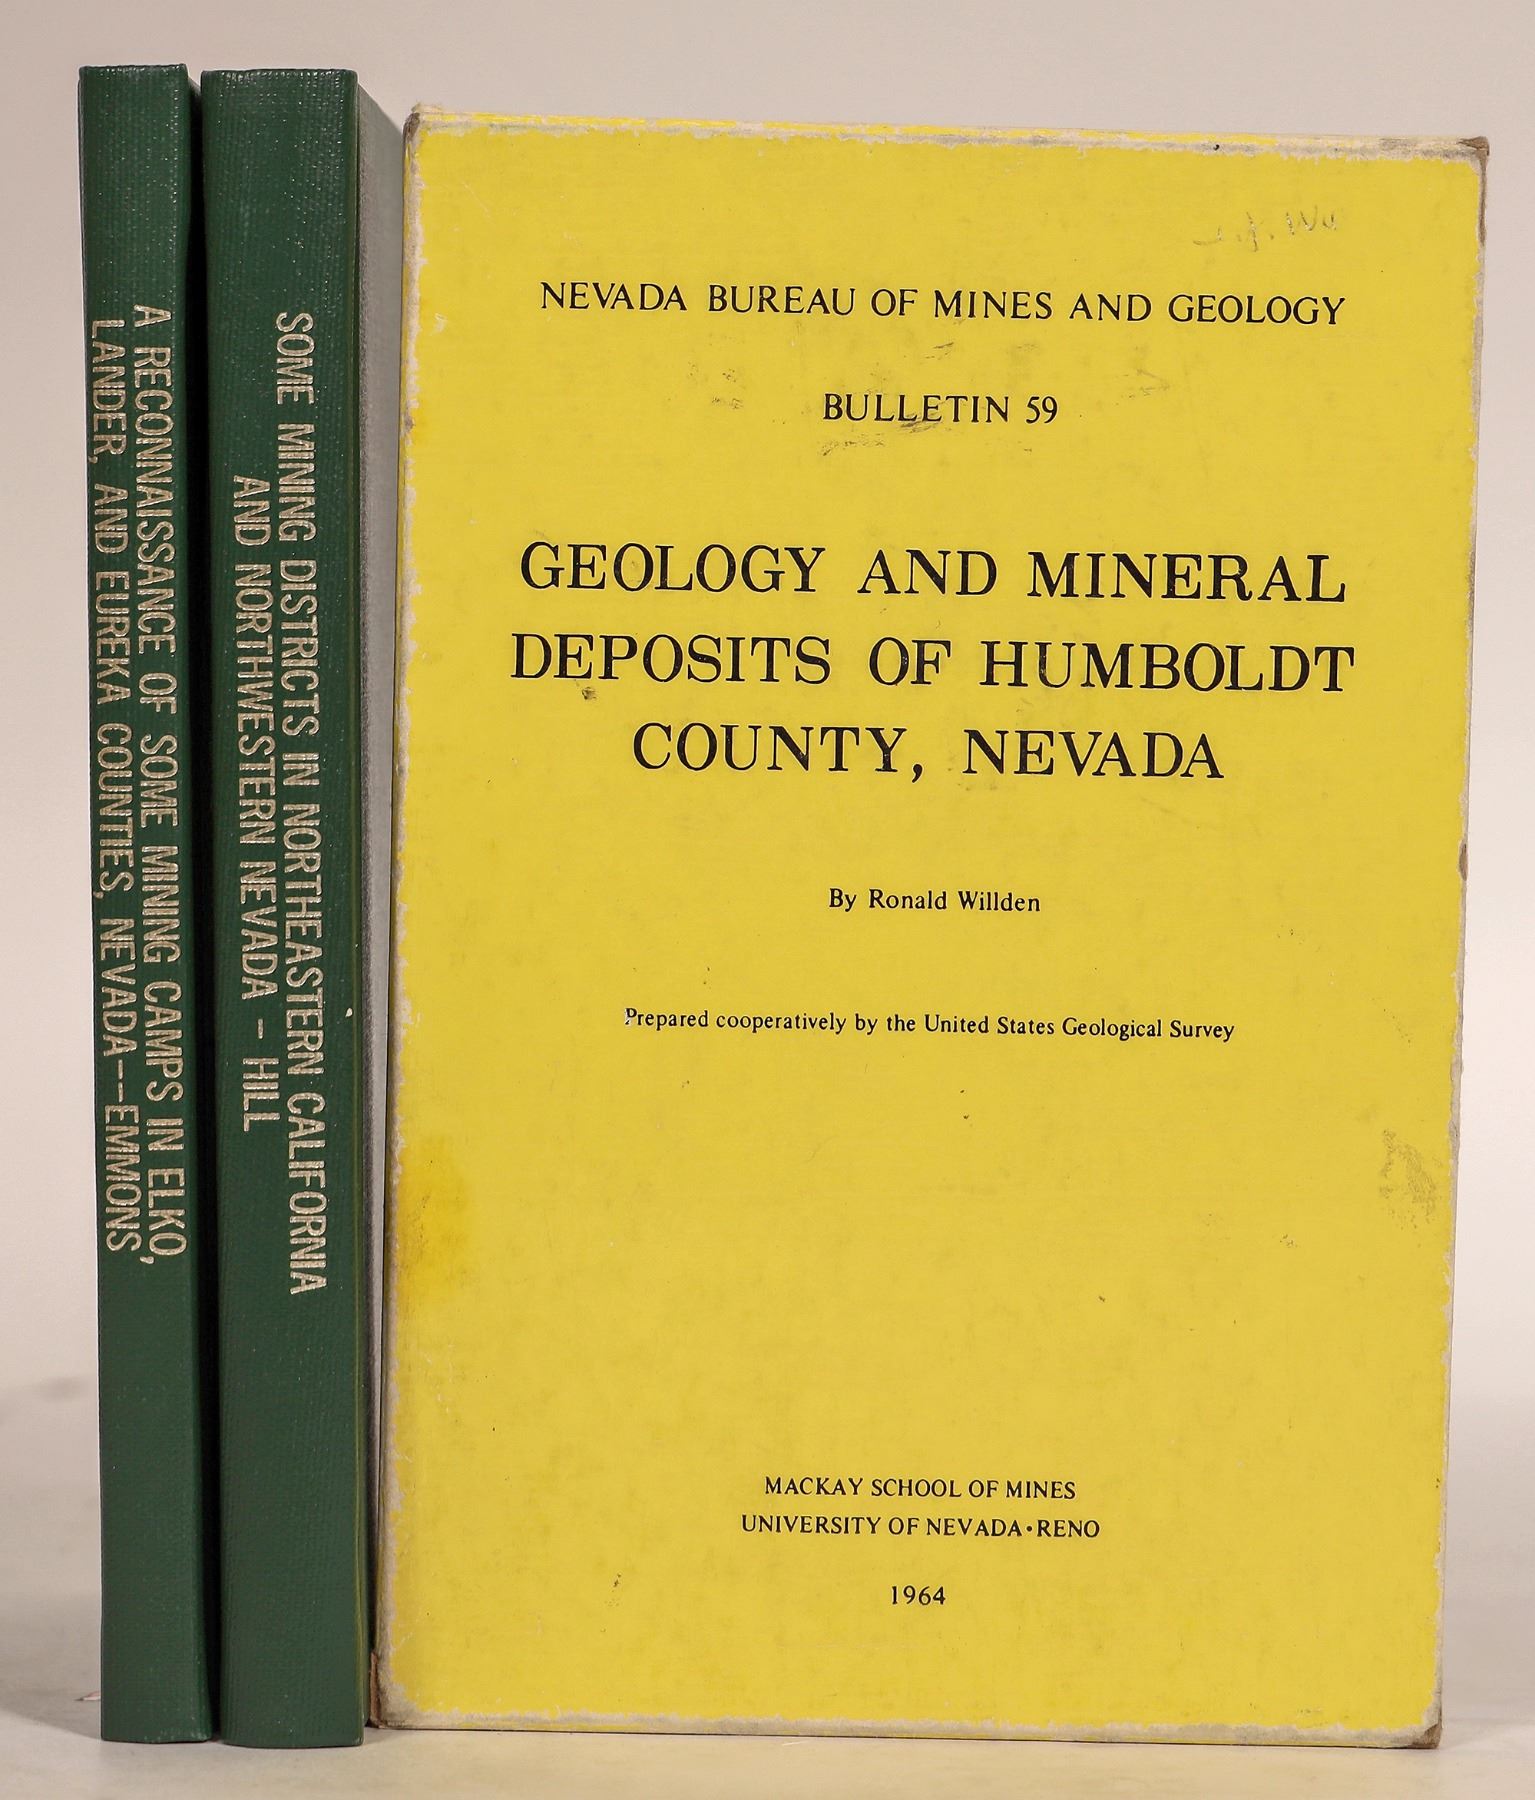 A RECONNAISSANCE OF SOME MINING CAMPS IN ELKO,
LANDER, AND EUREKA COUNTIES, NEVADA--EMMONS
SOME MINING DISTRICTS IN NORTHEASTERN CALIFORNIA
AND NORTHWESTERN NEVADA - HILL
NEVADA BUREAU OF MINES AND GEOLOGY
BULLETIN 59
GEOLOGY AND MINERAL
DEPOSITS OF HUMBOLDT
COUNTY, NEVADA
By Ronald Willden
Prepared cooperatively by the United States Geological Survey
MACKAY SCHOOL OF MINES
UNIVERSITY OF NEVADA•RENO
1964